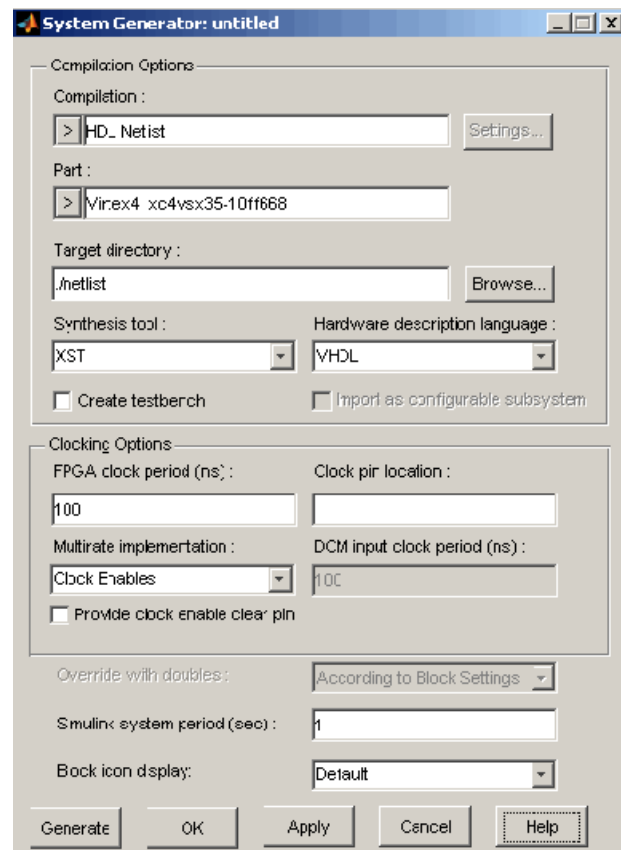 System Generator: untitled
Compilation Options
Compilation :
> HDL Netlist
Settings...
Part :
> Virtex4 xc4vsx35-10ff668
Target directory :
./netlist
Browse...
Synthesis tool :
Hardware description language :
XST
VHDL
Create testbench
Import as configurable subsystem
Clocking Options
FPGA clock period (ns) :
Clock pin location :
100
Multirate implementation :
DCM input clock period (ns) :
Clock Enables
100
Provide clock enable clear pin
Override with doubles :
According to Block Settings
Simulink system period (sec) :
1
Block icon display:
Default
Generate
OK
Apply
Cancel
Help